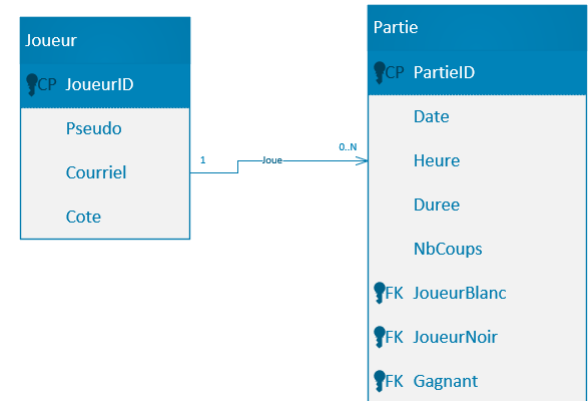 Joueur
CP JoueurID
Pseudo
Courriel
Cote
1
Joue
0..N
Partie
CP PartieID
Date
Heure
Duree
NbCoups
FK JoueurBlanc
FK JoueurNoir
FK Gagnant